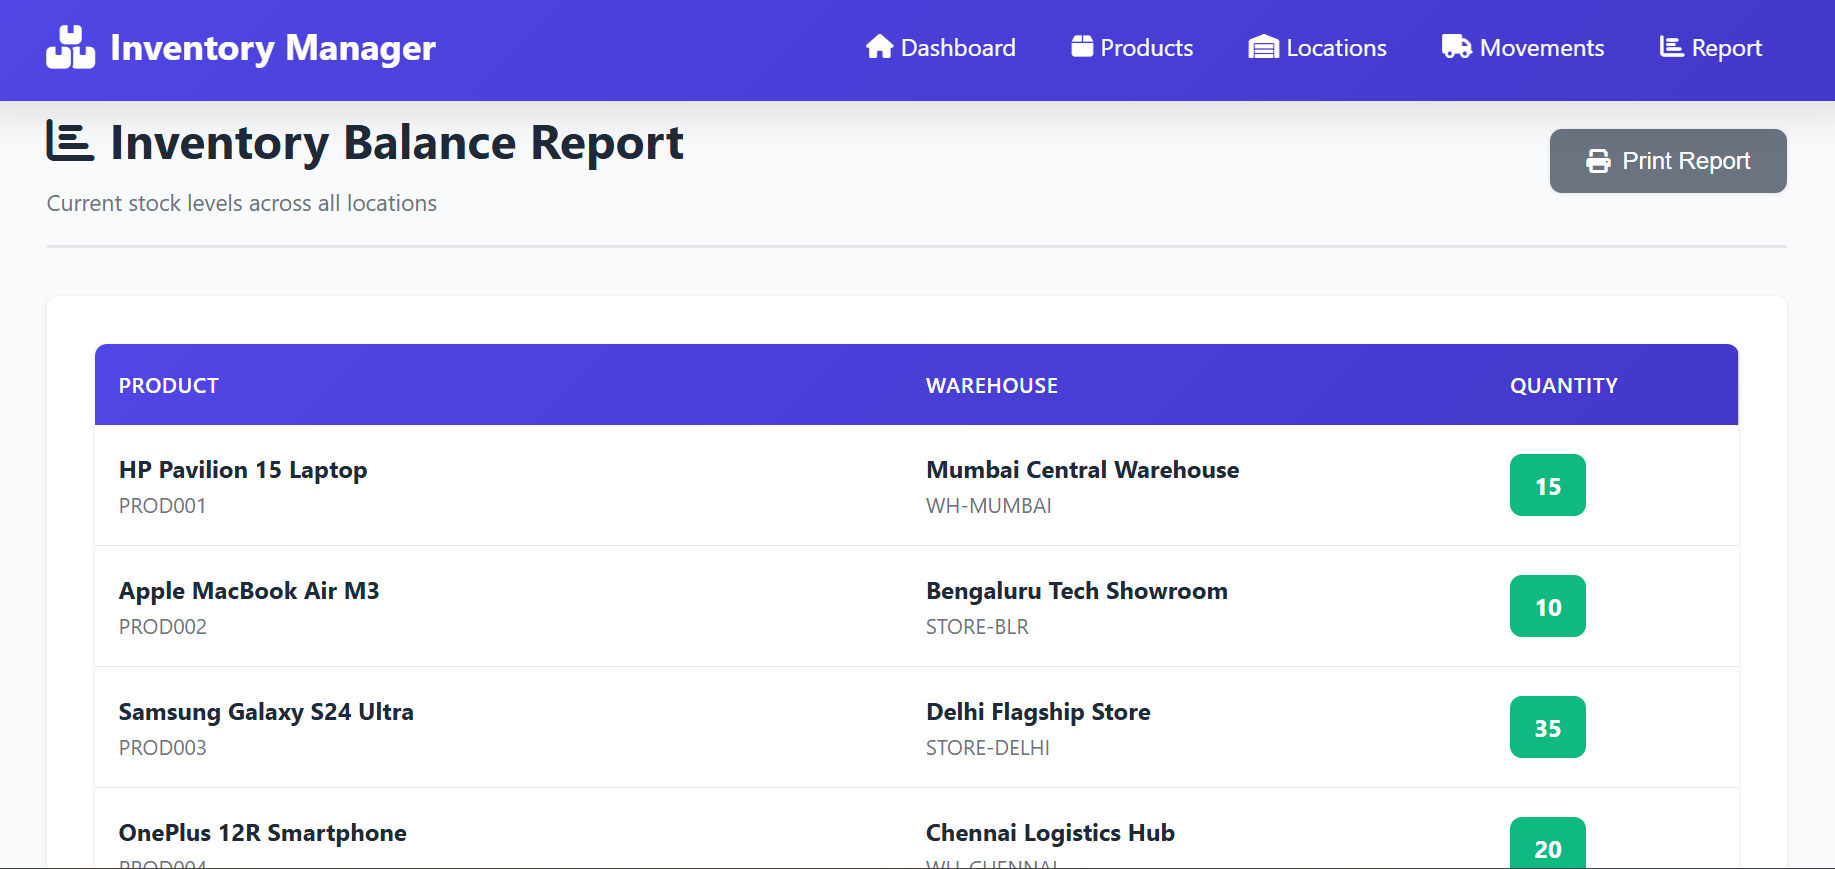 Inventory Manager
Dashboard
Products
Locations
Movements
Report
Inventory Balance Report
Print Report
Current stock levels across all locations
PRODUCT WAREHOUSE QUANTITY
HP Pavilion 15 Laptop Mumbai Central Warehouse 15
PROD001 WH-MUMBAI
Apple MacBook Air M3 Bengaluru Tech Showroom 10
PROD002 STORE-BLR
Samsung Galaxy S24 Ultra Delhi Flagship Store 35
PROD003 STORE-DELHI
OnePlus 12R Smartphone Chennai Logistics Hub 20
PROD004 WH-CHENNAI